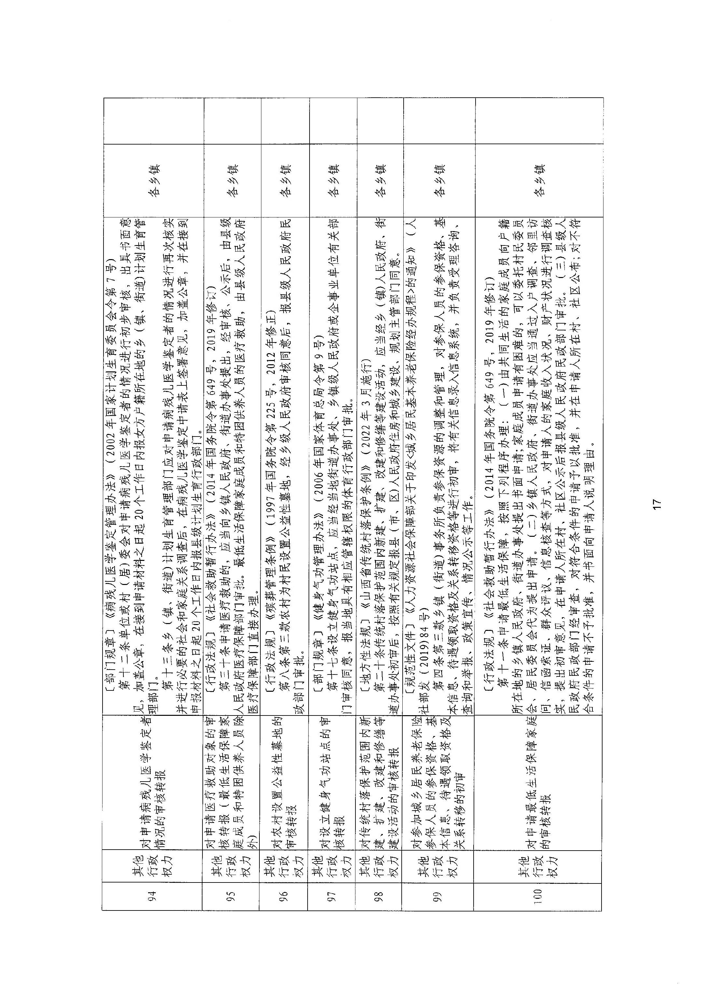 94
其他
行政
权力
对申请病残儿医学鉴定者
情况的审核转报
〔部门规章〕《病残儿医学鉴定管理办法》（2002年国家计划生育委员会令第7号）
第十二条单位或村（居）委会对申请病残儿医学鉴定者的情况进行初步审核，出具书面意
见，加盖公章，在接到申请材料之日起20个工作日内报女方户籍所在地的乡（镇、街道）计划生育管
理部门。
第十三条乡（镇、街道）计划生育管理部门应对申请病残儿医学鉴定者的情况进行再次核实
并进行必要的社会和家庭关系调查后，在病残儿医学鉴定中请表上签署意见，加盖公章，并在接到
申报材料之日起20个工作日内报县级计划生育行政部门。
各乡镇
95
其他
行政
权力
对申请医疗救助对象的审
核转报（最低生活保障家
庭成员和特困供养人员除
外）
〔行政法规〕《社会救助暂行办法》（2014年国务院令第649号，2019年修订）
第三十条申请医疗救助的，应当向乡镇人民政府、街道办事处提出，经审核、公示后，由县级
人民政府医疗保障部门审批。最低生活保障家庭成员和特困供养人员的医疗救助，由县级人民政府
医疗保障部门直接办理。
各乡镇
96
其他
行政
权力
对农村设置公益性墓地的
审核转报
〔行政法规〕《殡葬管理条例》（1997年国务院令第225号，2012年修正）
第八条第三款农村为村民设置公益性墓地，经乡级人民政府审核同意后，报县级人民政府民
政部门审批。
各乡镇
97
其他
行政
权力
对设立健身气功站点的审
核转报
〔部门规章〕《健身气功管理办法》（2006年国家体育总局令第9号）
第十七条设立健身气功站点，应当经当地街道办事处、乡镇级人民政府或企事业单位有关部
门审核同意，报当地具有相应管辖权限的体育行政部门审批。
各乡镇
98
其他
行政
权力
对传统村落保护范围内新
建、扩建、改建和修缮等
建设活动的审核转报
〔地方性法规〕《山西省传统村落保护条例》（2022年3月施行）
第二十条传统村落保护范围内新建、扩建、改建和修缮等建设活动，应当经乡（镇）人民政府、街
道办事处初审后，按照有关规定报县（市、区）人民政府住房和城乡建设、规划主管部门同意。
各乡镇
99
其他
行政
权力
对参加城乡居民养老保险
参保人员的参保资格、基
本信息、待遇领取资格及
关系转移的初审
〔规范性文件〕《人力资源社会保障部关于印发<城乡居民基本养老保险经办规程>的通知》（人
社部发（2019）84号）
第四条第三款乡镇（街道）事务所负责参保资源的调整和管理，对参保人员的参保资格、基
本信息、待遇领取资格及关系转移资格等进行初审，将有关信息录入信息系统，并负责受理咨询、
查询和举报、政策宣传、情况公示等工作。
各乡镇
100
其他
行政
权力
对申请最低生活保障家庭
的审核转报
〔行政法规〕《社会救助暂行办法》（2014年国务院令第649号，2019年修订）
第十一条申请最低生活保障，按照下列程序办理：（一）由共同生活的家庭成员向户籍
所在地的乡镇人民政府、街道办事处提出书面申请；家庭成员申请有困难的，可以委托村民委员
会、居民委员会代为提出申请。（二）乡镇人民政府、街道办事处应当通过入户调查、邻里访
问、信函索证、群众评议、信息核查等方式，对申请人的家庭收入状况、财产状况进行调查核
实，提出初审意见，在申请人所在村、社区公示后报县级人民政府民政部门审批。（三）县级人
民政府民政部门经审查，对符合条件的申请予以批准，并在申请人所在村、社区公布；对不符
合条件的申请不予批准，并书面向申请人说明理由。
各乡镇
17